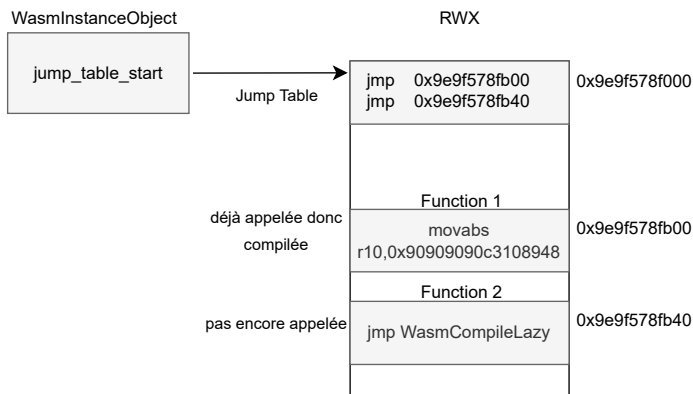 WasmInstanceObject
RWX
jump_table_start
Jump Table
jmp 0x9e9f578fb00
jmp 0x9e9f578fb40
0x9e9f578f000
Function 1
déjà appelée donc
compilée
movabs
r10,0x90909090c3108948
0x9e9f578fb00
Function 2
pas encore appelée
jmp WasmCompileLazy
0x9e9f578fb40